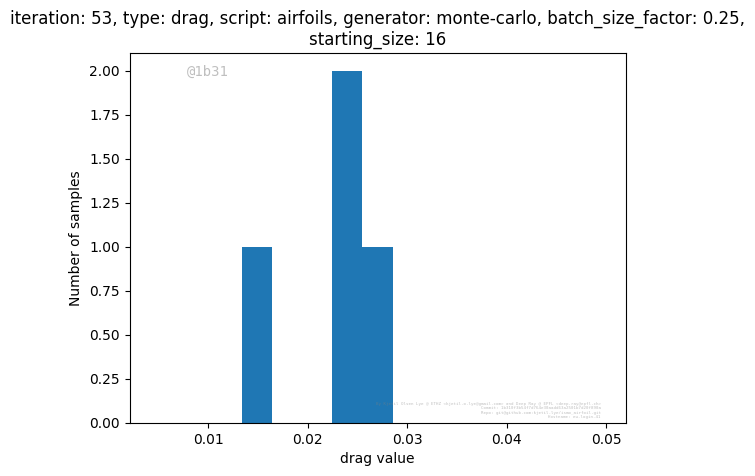 iteration: 53, type: drag, script: airfoils, generator: monte-carlo, batch_size_factor: 0.25,
starting_size: 16
@1b31
2.00
1.75
1.50
1.25
1.00
0.75
0.50
0.25
0.00
Number of samples
0.01
0.02
0.03
0.04
0.05
drag value